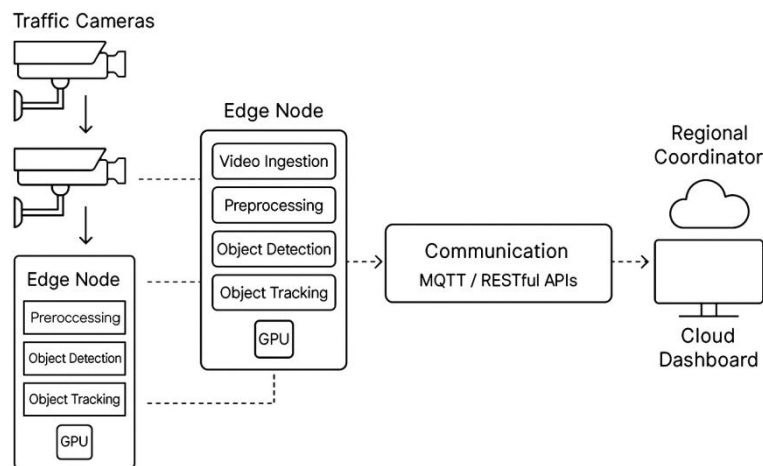 Traffic Cameras
Edge Node
Preroccessing
Object Detection
Object Tracking
GPU
Edge Node
Video Ingestion
Preprocessing
Object Detection
Object Tracking
GPU
Communication
MQTT / RESTful APIs
Regional
Coordinator
Cloud
Dashboard